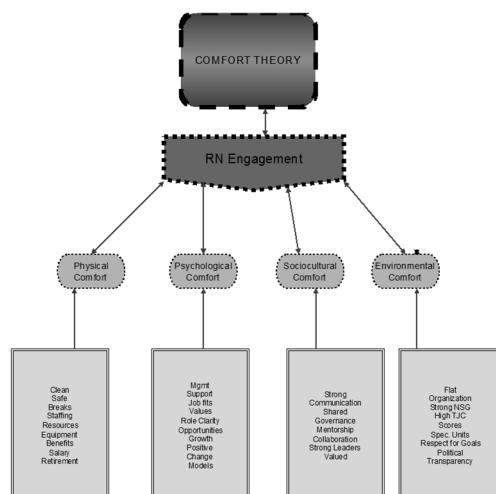 COMFORT THEORY
RN Engagement
Physical
Comfort
Psychological
Comfort
Sociocultural
Comfort
Environmental
Comfort
Clean
Safe
Breaks
Staffing
Resources
Equipment
Benefits
Salary
Retirement
Mgmt
Support
Job fits
Values
Role Clarity
Opportunities
Growth
Positive
Change
Models
Strong
Communication
Shared
Governance
Mentorship
Collaboration
Strong Leaders
Valued
Flat
Organization
Strong NSG
High TJC
Scores
Spec. Units
Respect for Goals
Political
Transparency